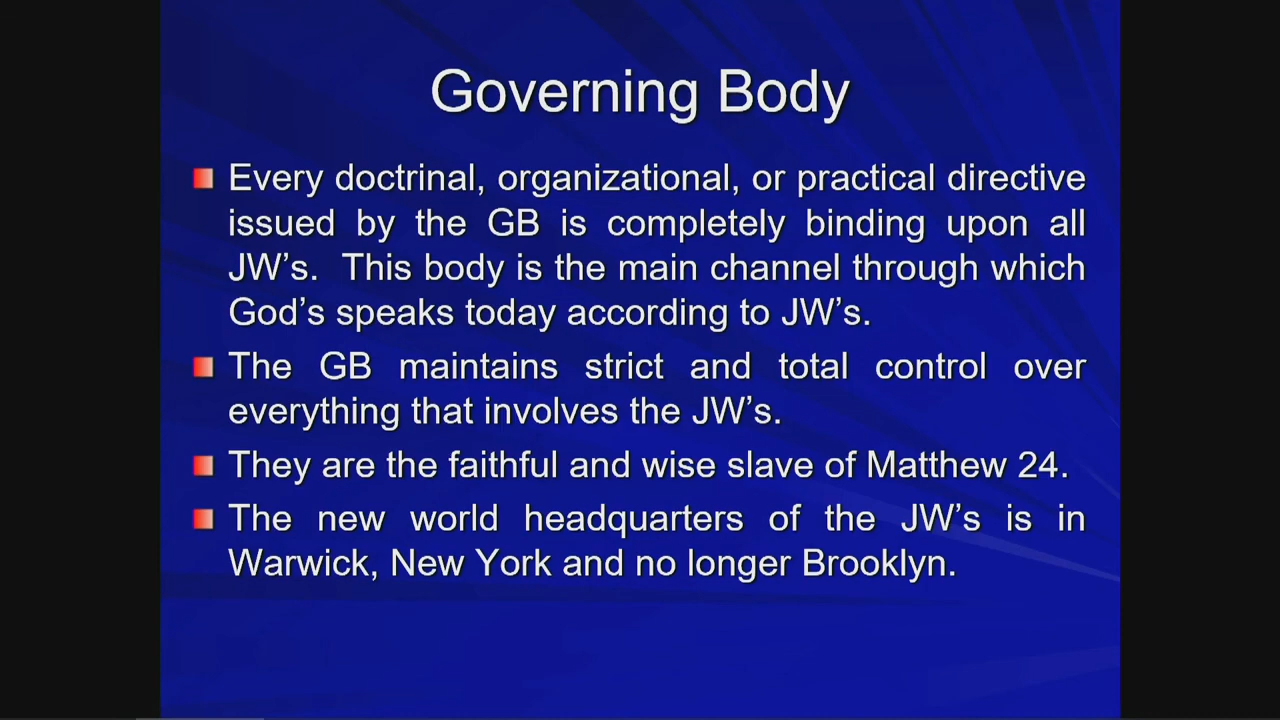 Governing Body
Every doctrinal, organizational, or practical directive
issued by the GB is completely binding upon all
JW's. This body is the main channel through which
God's speaks today according to JW's.
The GB maintains strict and total control over
everything that involves the JW's.
They are the faithful and wise slave of Matthew 24.
The new world headquarters of the JW's is in
Warwick, New York and no longer Brooklyn.